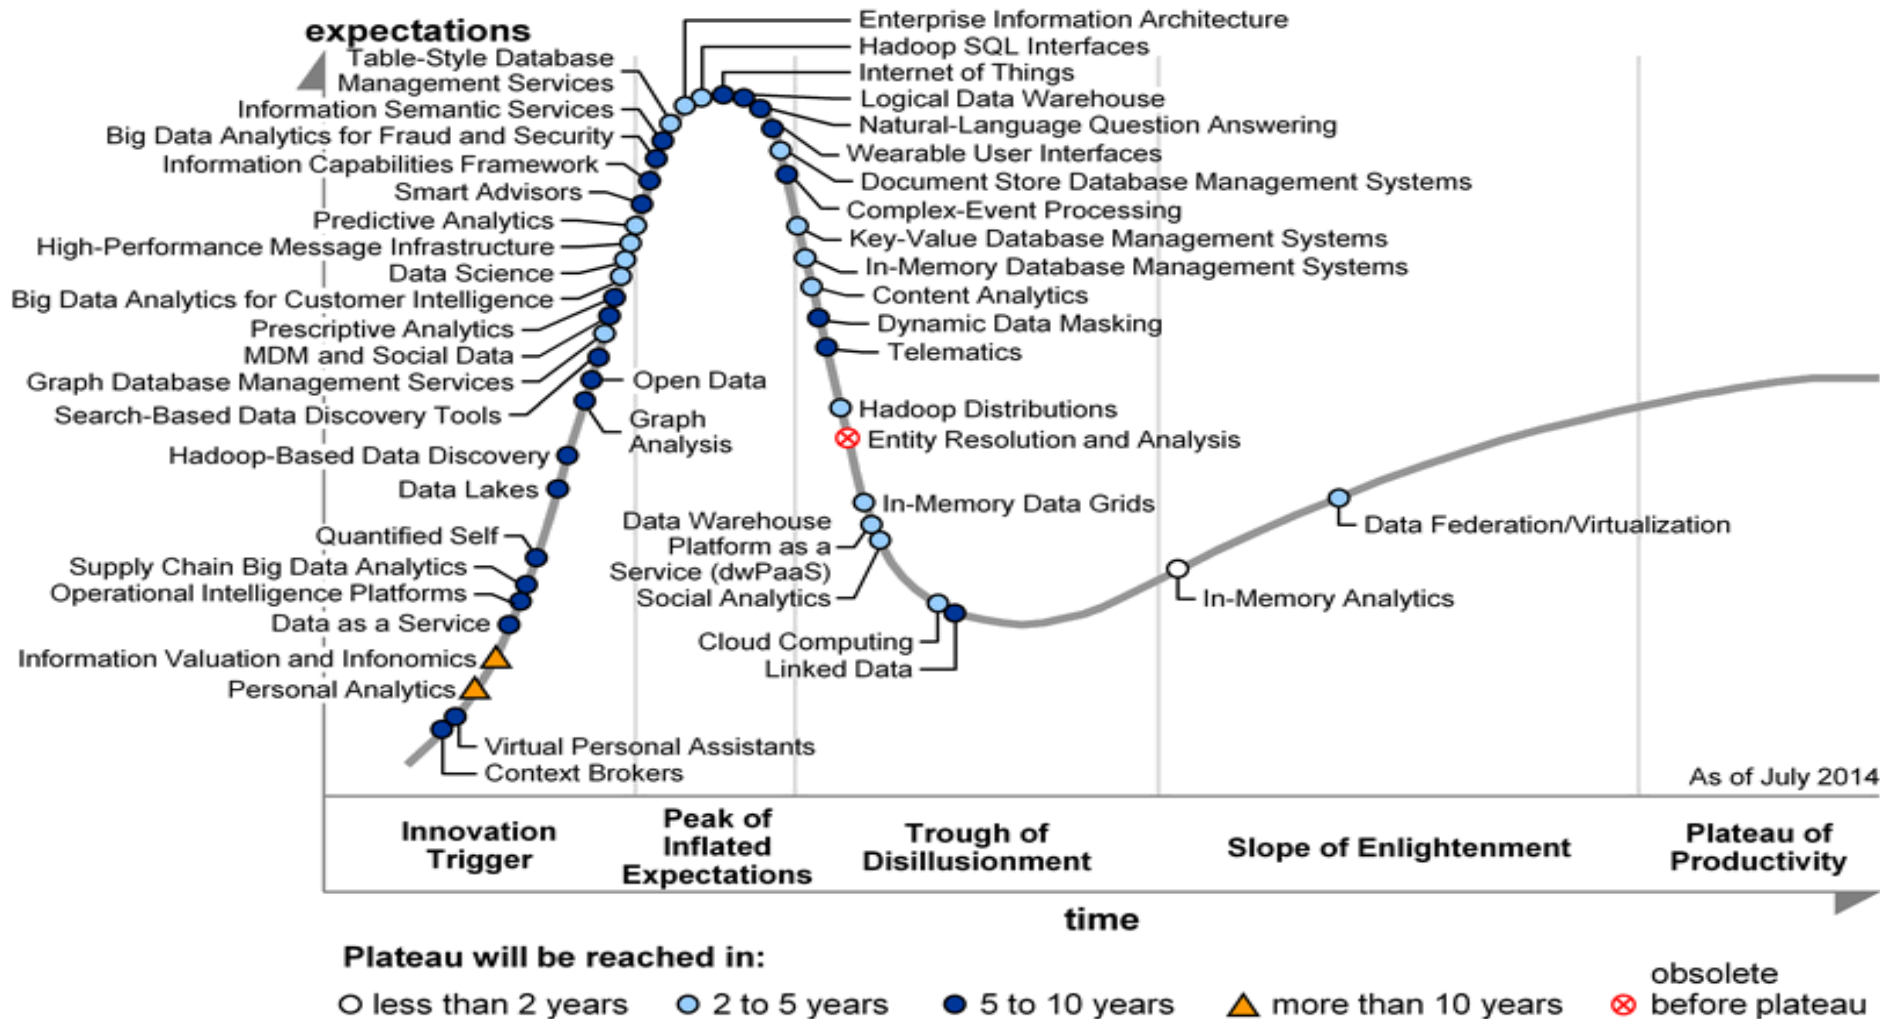 expectations
Table-Style Database
Management Services
Information Semantic Services
Big Data Analytics for Fraud and Security
Information Capabilities Framework
Smart Advisors
Predictive Analytics
High-Performance Message Infrastructure
Data Science
Big Data Analytics for Customer Intelligence
Prescriptive Analytics
MDM and Social Data
Graph Database Management Services
Search-Based Data Discovery Tools
Open Data
Graph
Analysis
Hadoop-Based Data Discovery
Data Lakes
Quantified Self
Supply Chain Big Data Analytics
Operational Intelligence Platforms
Data as a Service
Information Valuation and Infonomics
Personal Analytics
Virtual Personal Assistants
Context Brokers
Enterprise Information Architecture
Hadoop SQL Interfaces
Internet of Things
Logical Data Warehouse
Natural-Language Question Answering
Wearable User Interfaces
Document Store Database Management Systems
Complex-Event Processing
Key-Value Database Management Systems
In-Memory Database Management Systems
Content Analytics
Dynamic Data Masking
Telematics
Hadoop Distributions
Entity Resolution and Analysis
In-Memory Data Grids
Data Warehouse
Platform as a
Service (dwPaaS)
Social Analytics
Cloud Computing
Linked Data
In-Memory Analytics
Data Federation/Virtualization
As of July 2014
Innovation
Trigger
Peak of
Inflated
Expectations
Trough of
Disillusionment
Slope of Enlightenment
Plateau of
Productivity
time
Plateau will be reached in:
less than 2 years
2 to 5 years
5 to 10 years
more than 10 years
obsolete
before plateau